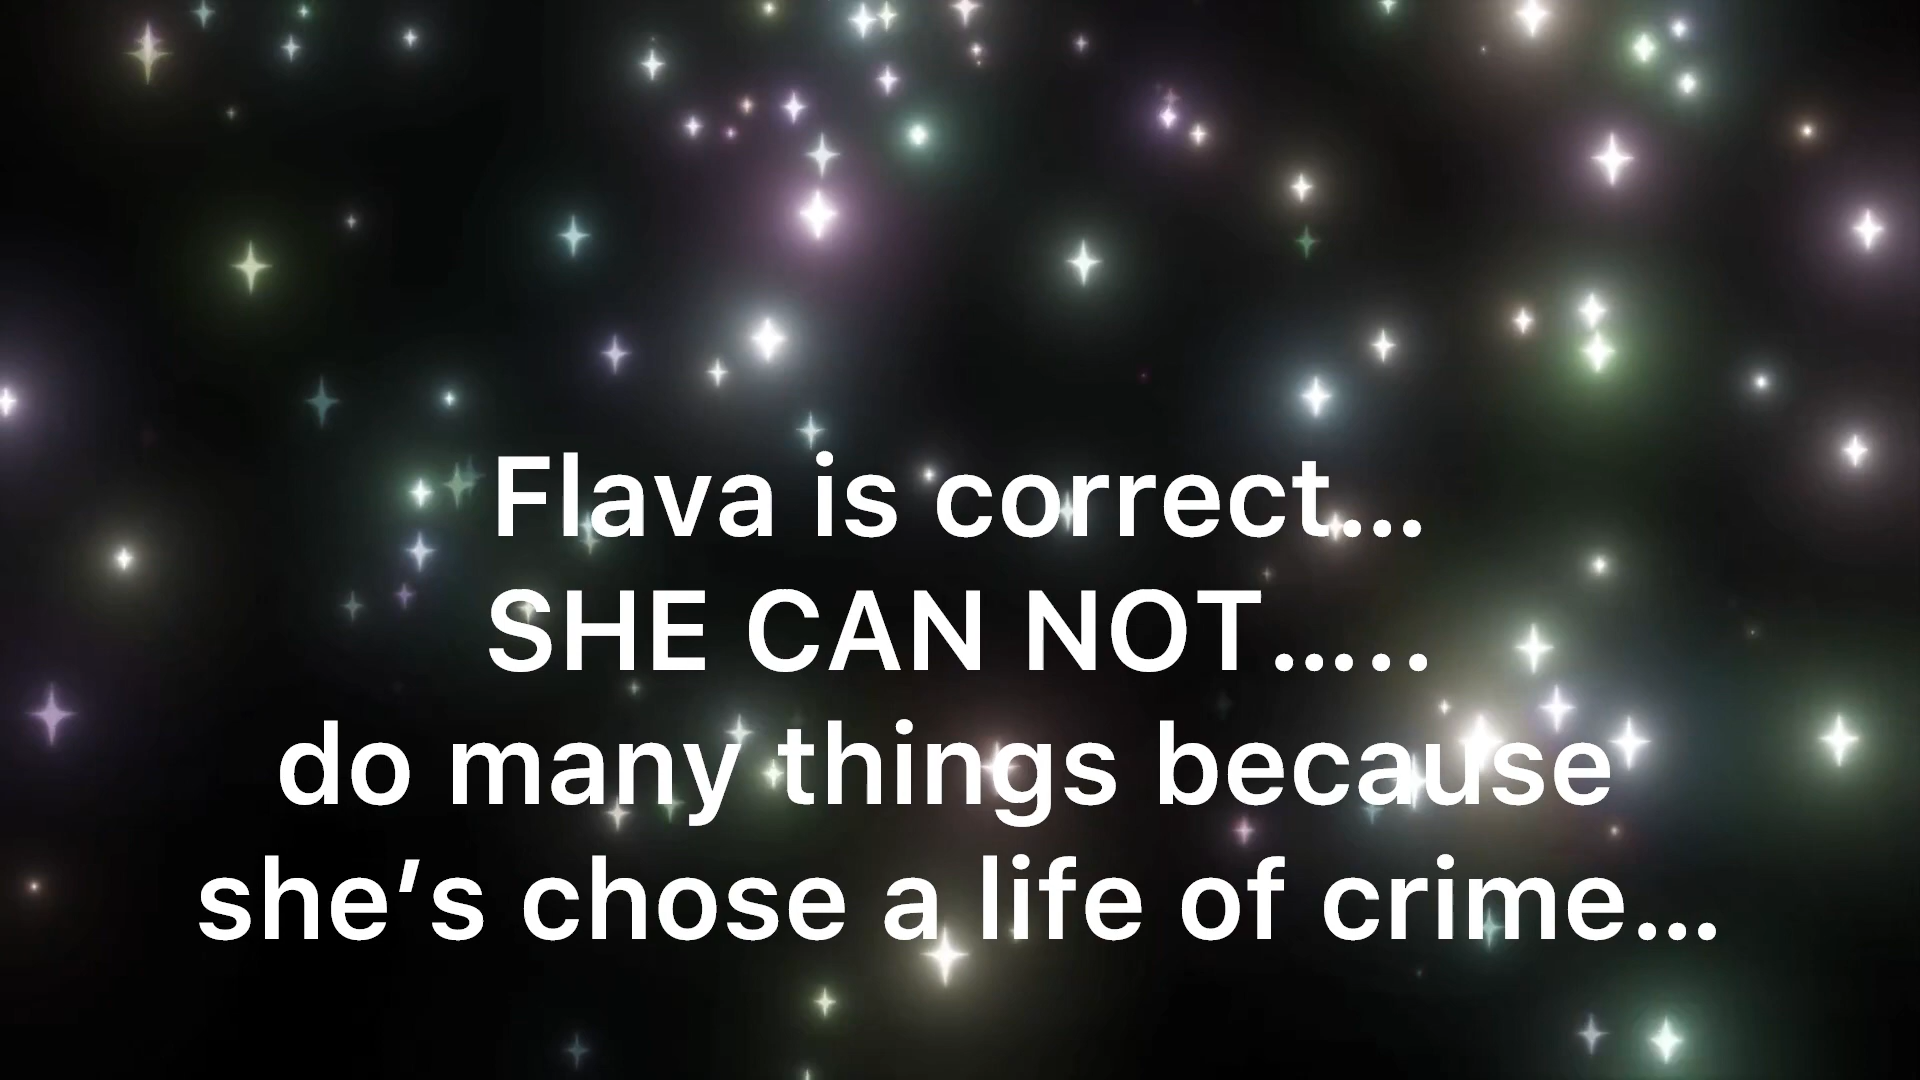 Flava is correct...
SHE CAN NOT.....
do many things because
she’s chose a life of crime...